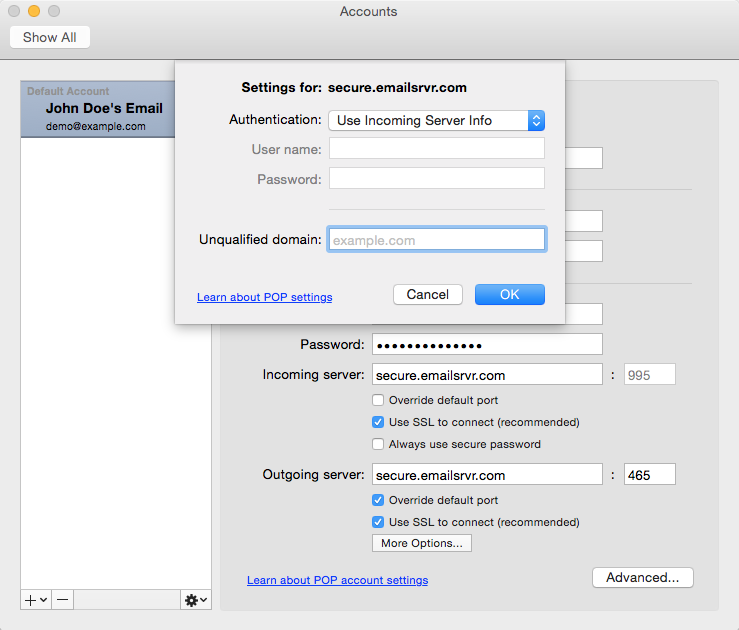 Accounts
Show All
Default Account
John Doe's Email
demo@example.com
Settings for: secure.emailsrvr.com
Authentication: Use Incoming Server Info
User name:
Password:
Unqualified domain: example.com
Learn about POP settings Cancel OK
Password: ••••••••••••••
Incoming server: secure.emailsrvr.com : 995
Override default port
Use SSL to connect (recommended)
Always use secure password
Outgoing server: secure.emailsrvr.com : 465
Override default port
Use SSL to connect (recommended)
More Options...
Learn about POP account settings Advanced...